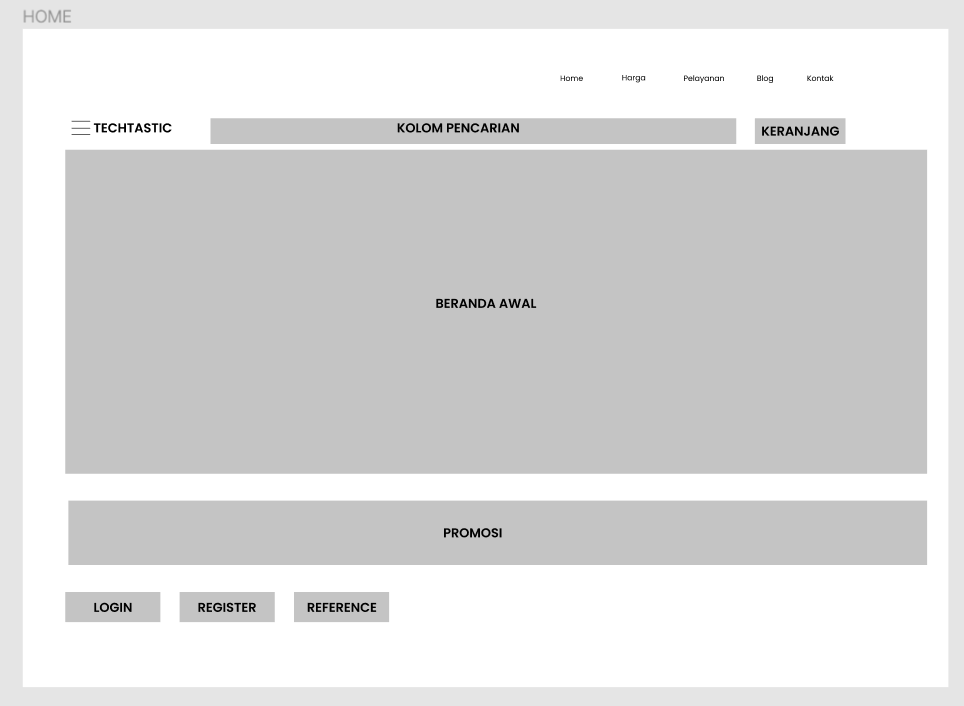 HOME
Home Harga Pelayanan Blog Kontak
TECHTASTIC KOLOM PENCARIAN KERANJANG
BERANDA AWAL
PROMOSI
LOGIN REGISTER REFERENCE